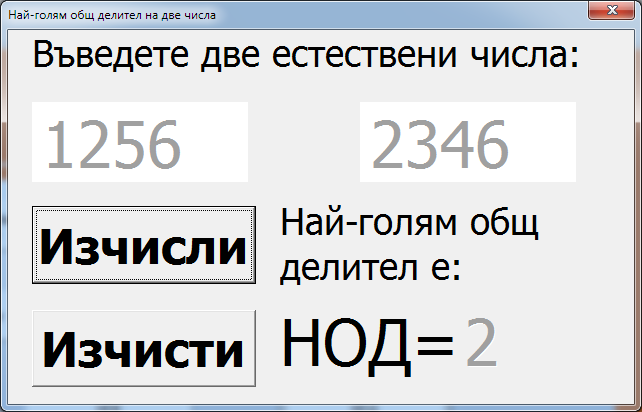 Най-голям общ делител на две числа
Въведете две естествени числа:
1256 2346
Изчисли
Най-голям общ
делител е:
Изчисти
НОД= 2